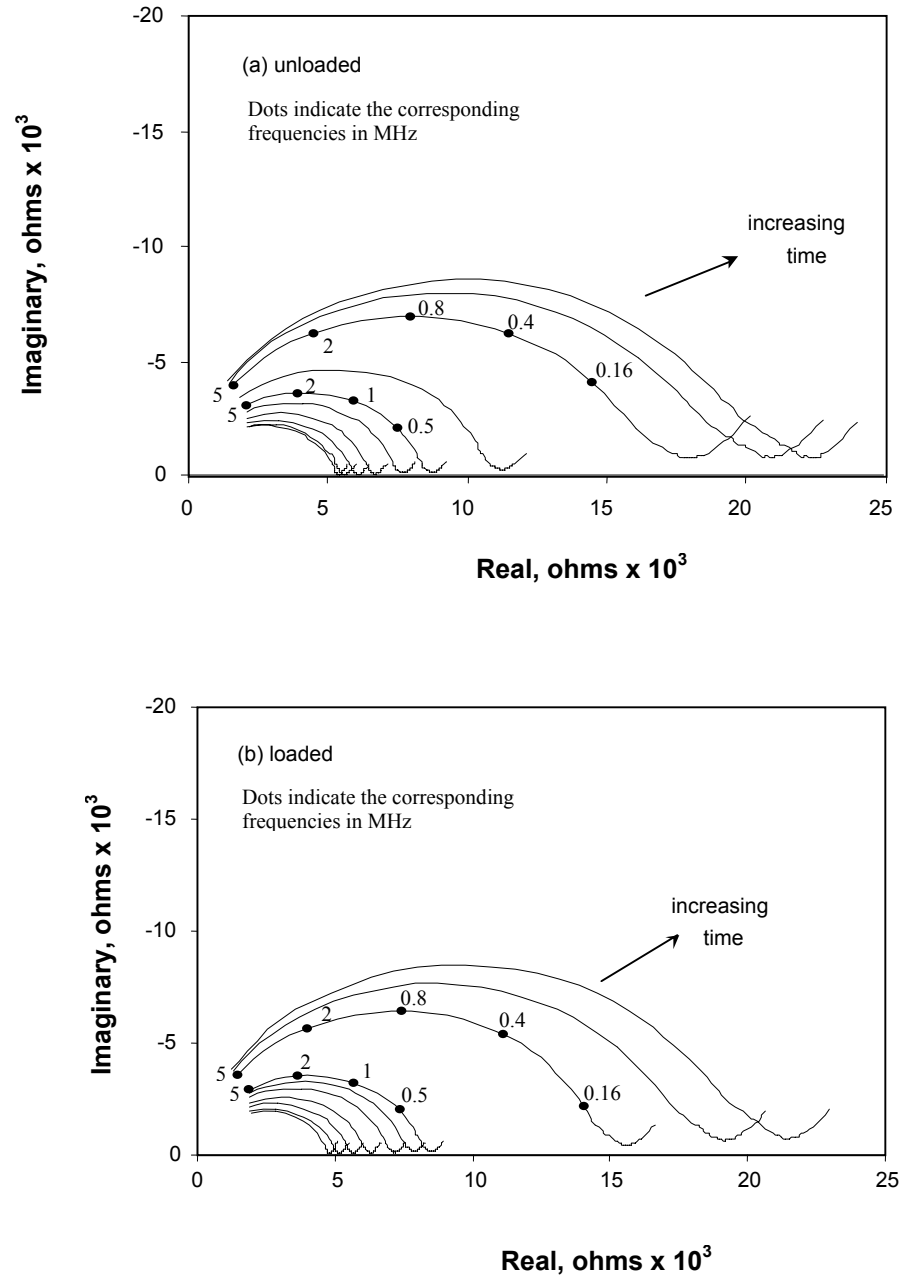 -20
(a) unloaded
Dots indicate the corresponding
frequencies in MHz
-15
Imaginary, ohms x 10³
-10
increasing
time
0.8
0.4
2
-5
0.16
5
2
1
5
0.5
0
0 5 10 15 20 25
Real, ohms x 10³
-20
(b) loaded
Dots indicate the corresponding
frequencies in MHz
-15
Imaginary, ohms x 10³
-10
increasing
time
0.8
2
0.4
-5
5
2
1
0.16
5
0.5
0
0 5 10 15 20 25
Real, ohms x 10³